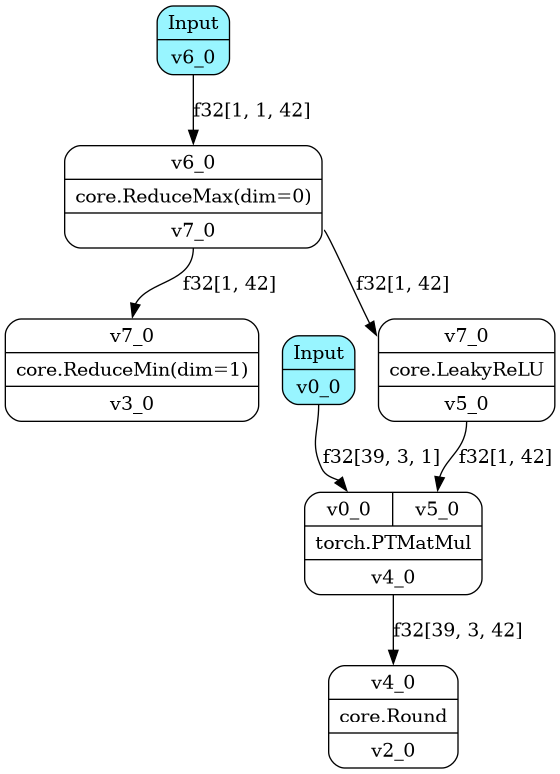 Input
v6_0
f32[1, 1, 42]
v6_0
core.ReduceMax(dim=0)
v7_0
f32[1, 42]
f32[1, 42]
v7_0
core.ReduceMin(dim=1)
v3_0
Input
v0_0
v7_0
core.LeakyReLU
v5_0
f32[39, 3, 1]
f32[1, 42]
v0_0 v5_0
torch.PTMatMul
v4_0
f32[39, 3, 42]
v4_0
core.Round
v2_0